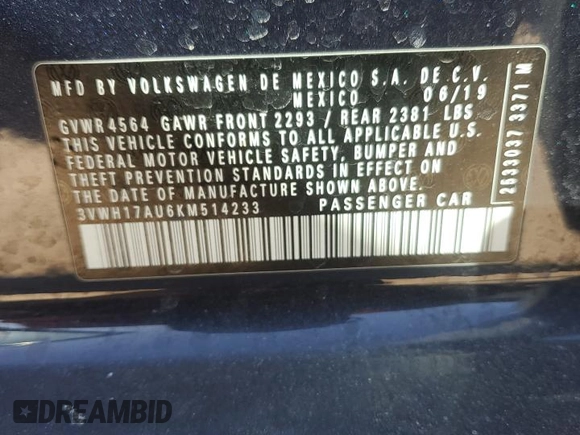 MFD BY VOLKSWAGEN DE MEXICO S.A. DE C.V.
MEXICO 06/19
GVWR 4564 GAWR FRONT 2293 / REAR 2381 LBS
THIS VEHICLE CONFORMS TO ALL APPLICABLE U.S.
FEDERAL MOTOR VEHICLE SAFETY, BUMPER AND
THEFT PREVENTION STANDARDS IN EFFECT ON
THE DATE OF MANUFACTURE SHOWN ABOVE.
3VWH17AU6KM514233 PASSENGER CAR
2833037 3371 M
DREAMBID